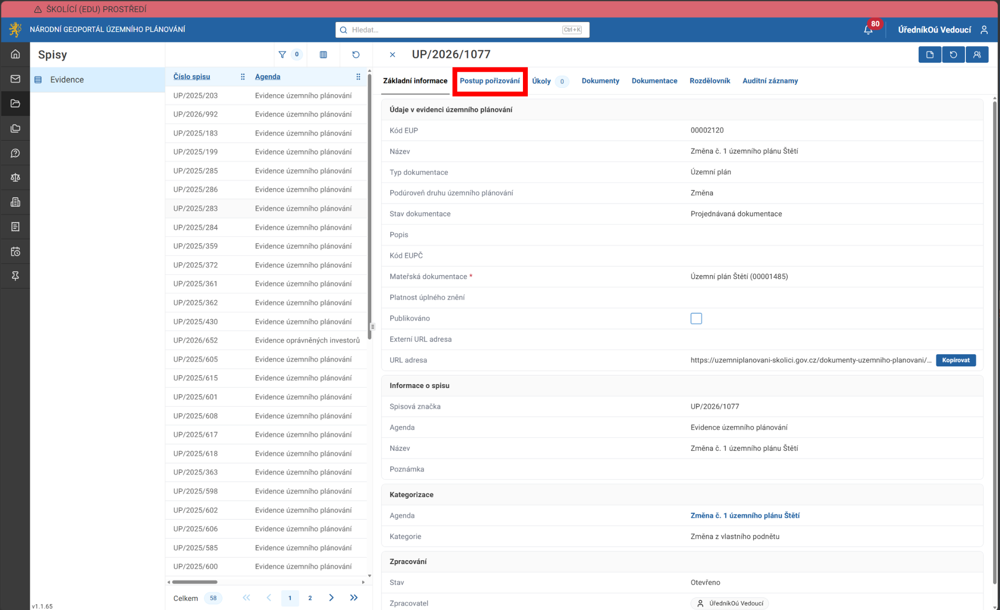 ŠKOLÍCÍ (EDU) PROSTŘEDÍ
NÁRODNÍ GEOPORTÁL ÚZEMNÍHO PLÁNOVÁNÍ
Hledat...
Ctrl+K
80
ÚředníkOú Vedoucí
Spisy
0
UP/2026/1077
Evidence
Číslo spisu Agenda
UP/2025/203 Evidence územního plánování
UP/2026/992 Evidence územního plánování
UP/2025/183 Evidence územního plánování
UP/2025/199 Evidence územního plánování
UP/2025/285 Evidence územního plánování
UP/2025/286 Evidence územního plánování
UP/2025/283 Evidence územního plánování
UP/2025/284 Evidence územního plánování
UP/2025/359 Evidence územního plánování
UP/2025/372 Evidence územního plánování
UP/2025/361 Evidence územního plánování
UP/2025/362 Evidence územního plánování
UP/2025/430 Evidence územního plánování
UP/2026/652 Evidence oprávněných investorů
UP/2025/605 Evidence územního plánování
UP/2025/615 Evidence územního plánování
UP/2025/601 Evidence územního plánování
UP/2025/608 Evidence územního plánování
UP/2025/617 Evidence územního plánování
UP/2025/618 Evidence územního plánování
UP/2025/363 Evidence územního plánování
UP/2025/598 Evidence územního plánování
UP/2025/602 Evidence územního plánování
UP/2025/606 Evidence územního plánování
UP/2025/585 Evidence územního plánování
UP/2025/600 Evidence územního plánování
Celkem 58 1 2
v1.1.65
Základní informace Postup pořizování Úkoly 0 Dokumenty Dokumentace Rozdělovník Auditní záznamy
Údaje v evidenci územního plánování
Kód EUP 00002120
Název Změna č. 1 územního plánu Štětí
Typ dokumentace Územní plán
Podúroveň druhu územního plánování Změna
Stav dokumentace Projednávaná dokumentace
Popis
Kód EUPČ
Mateřská dokumentace * Územní plán Štětí (00001485)
Platnost úplného znění
Publikováno
Externí URL adresa
URL adresa https://uzemniplanovani-skolici.gov.cz/dokumenty-uzemniho-planovani/... Kopírovat
Informace o spisu
Spisová značka UP/2026/1077
Agenda Evidence územního plánování
Název Změna č. 1 územního plánu Štětí
Poznámka
Kategorizace
Agenda Změna č. 1 územního plánu Štětí
Kategorie Změna z vlastního podnětu
Zpracování
Stav Otevřeno
Zpracovatel ÚředníkOú Vedoucí